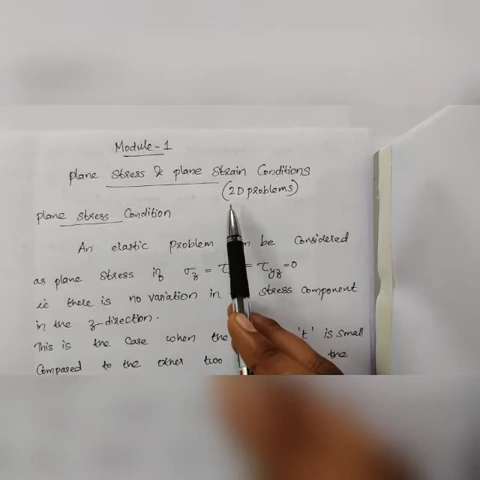 Module-1
plane stress & plane strain Conditions
(2D problems)
plane stress Condition
An elastic problem be Considered
as plane stress if σz = τ = τyz =0
ie there is no variation in stress component
in the z-direction.
This is the case when the 't' is small
Compared to the other two the